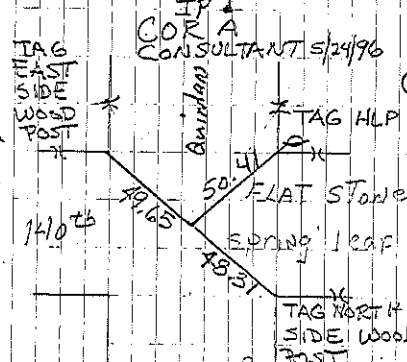 COR A
CONSULTANT 5/24/96
TAG
EAST
SIDE
WOOD
POST
Quinlan
TAG HLP
50.41
FLAT Stone
49.65
140th
spring leaf
48.31
TAG NORTH
SIDE WOOD
POST